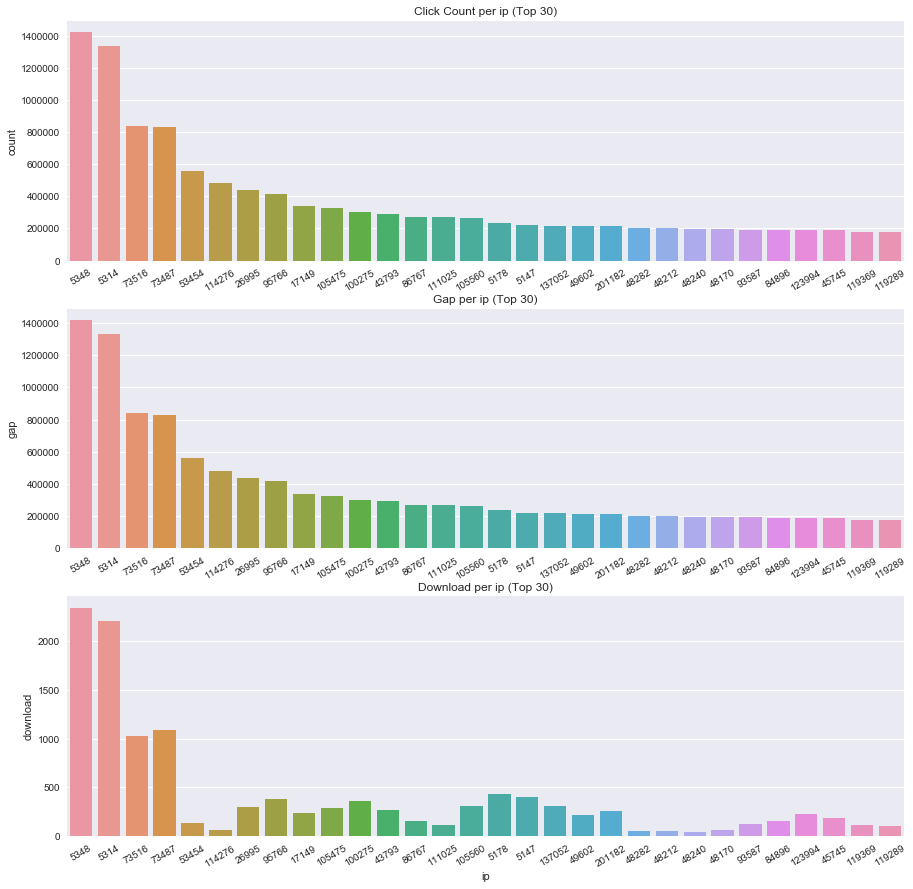 Click Count per ip (Top 30)
1400000
1200000
1000000
800000
600000
400000
200000
0
count
5348 5314 73516 73487 53454 114276 26995 95766 17149 105475 100275 43793 86767 111025 105560 5178 5147 137052 49602 201182 48282 48212 48240 48170 93587 84896 123994 45745 119369 119289
Gap per ip (Top 30)
1400000
1200000
1000000
800000
600000
400000
200000
0
gap
5348 5314 73516 73487 53454 114276 26995 95766 17149 105475 100275 43793 86767 111025 105560 5178 5147 137052 49602 201182 48282 48212 48240 48170 93587 84896 123994 45745 119369 119289
Download per ip (Top 30)
2000
1500
1000
500
0
download
5348 5314 73516 73487 53454 114276 26995 95766 17149 105475 100275 43793 86767 111025 105560 5178 5147 137052 49602 201182 48282 48212 48240 48170 93587 84896 123994 45745 119369 119289
ip